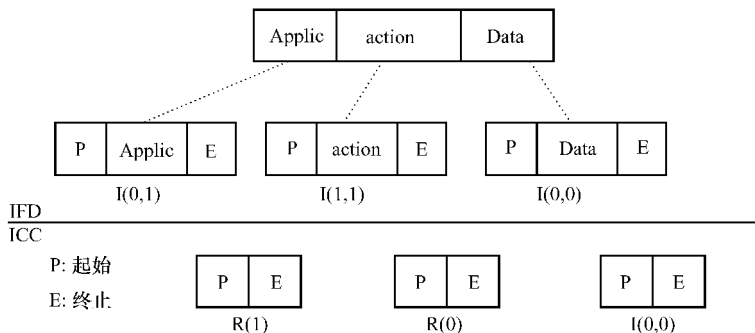 Applic action Data
P Applic E P action E P Data E
I(0,1) I(1,1) I(0,0)
IFD
ICC
P: 起始
E: 终止
P E P E P E
R(1) R(0) I(0,0)